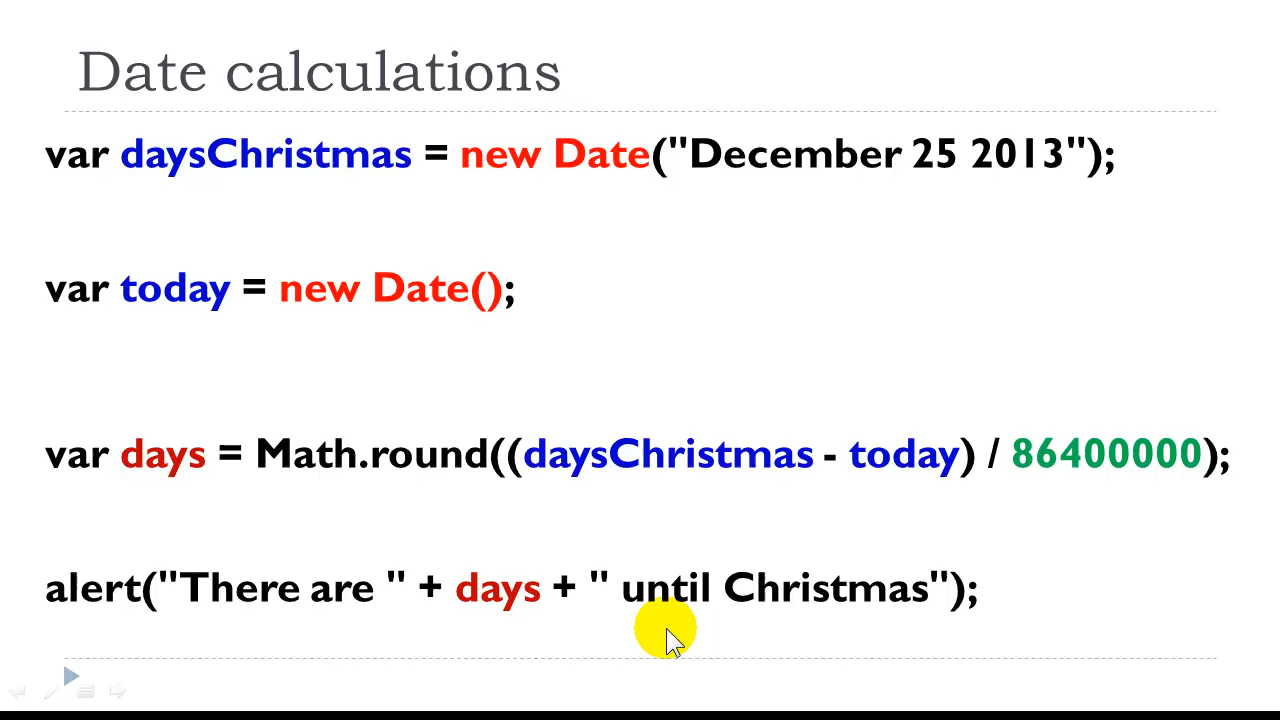 Date calculations
var daysChristmas = new Date("December 25 2013");
var today = new Date();
var days = Math.round((daysChristmas - today) / 86400000);
alert("There are " + days + " until Christmas");